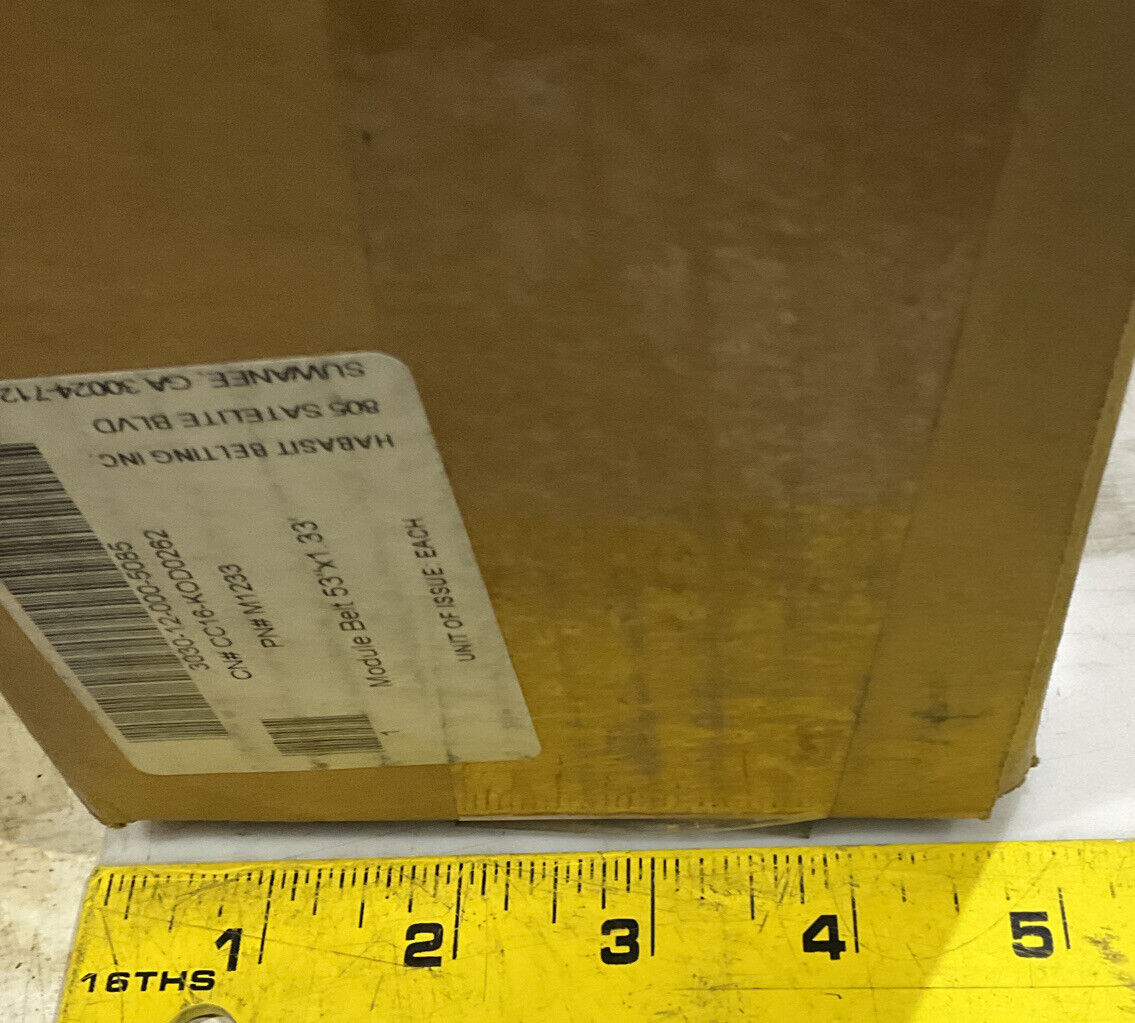 HABASIT BELTING INC.
805 SATELITE BLVD
SUWANEE, GA 30024-712
3030-12-000-5085
CN# CC16-KOD0262
PN# M1233
Module Belt 53'x1.33'
1
UNIT OF ISSUE: EACH
1 2 3 4 5
16THS